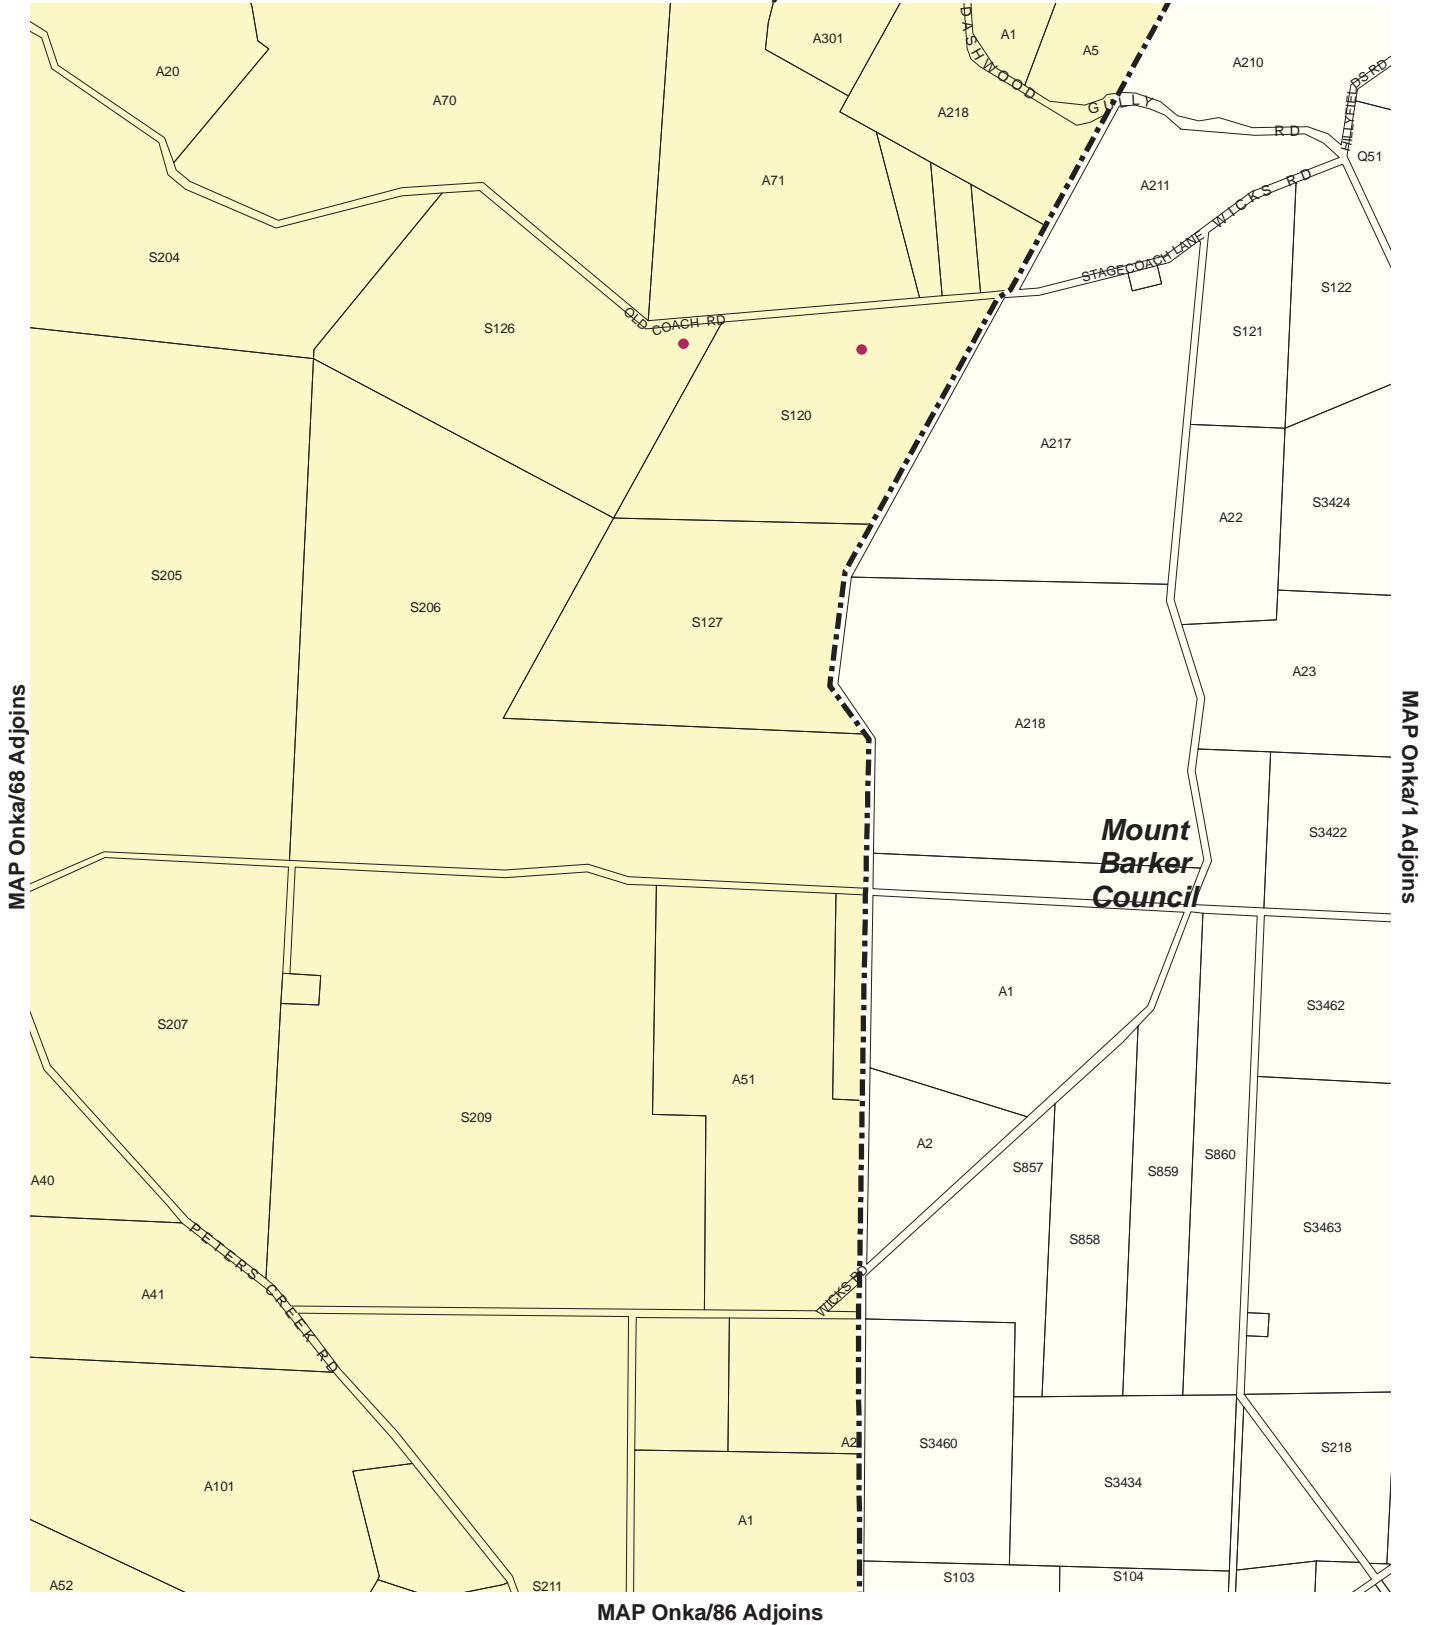 DASHWOOD
A1
A5
A301
A210
A20
HILLYFIELDS RD
A70
A218
GULLY
RD
Q51
A71
A211
WICKS RD
STAGECOACH LANE
S204
S122
OLD COACH RD
S126
S121
S120
A217
S3424
A22
S205
S206
S127
A23
A218
MAP Onka/68 Adjoins
MAP Onka/1 Adjoins
Mount
Barker
Council
S3422
A1
S3462
S207
A51
S209
A2
S857
S860
S859
A40
PETERS CREEK RD
S3463
S858
A41
WICKS RD
A2
S3460
S218
S3434
A101
A1
S103
S104
A52
S211
MAP Onka/86 Adjoins